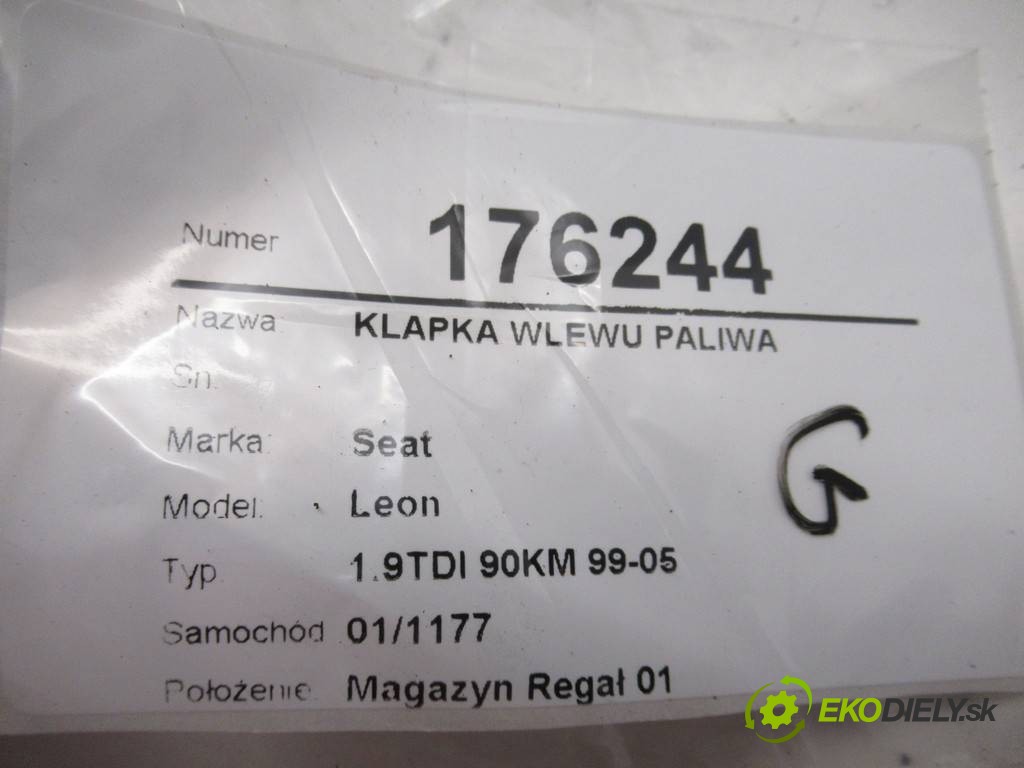 Numer 176244
Nazwa: KLAPKA WLEWU PALIWA
Sn:
Marka: Seat
Model: Leon
Typ 1.9TDI 90KM 99-05
Samochód 01/1177
Położenie: Magazyn Regał 01
G
EKODIELY.sk